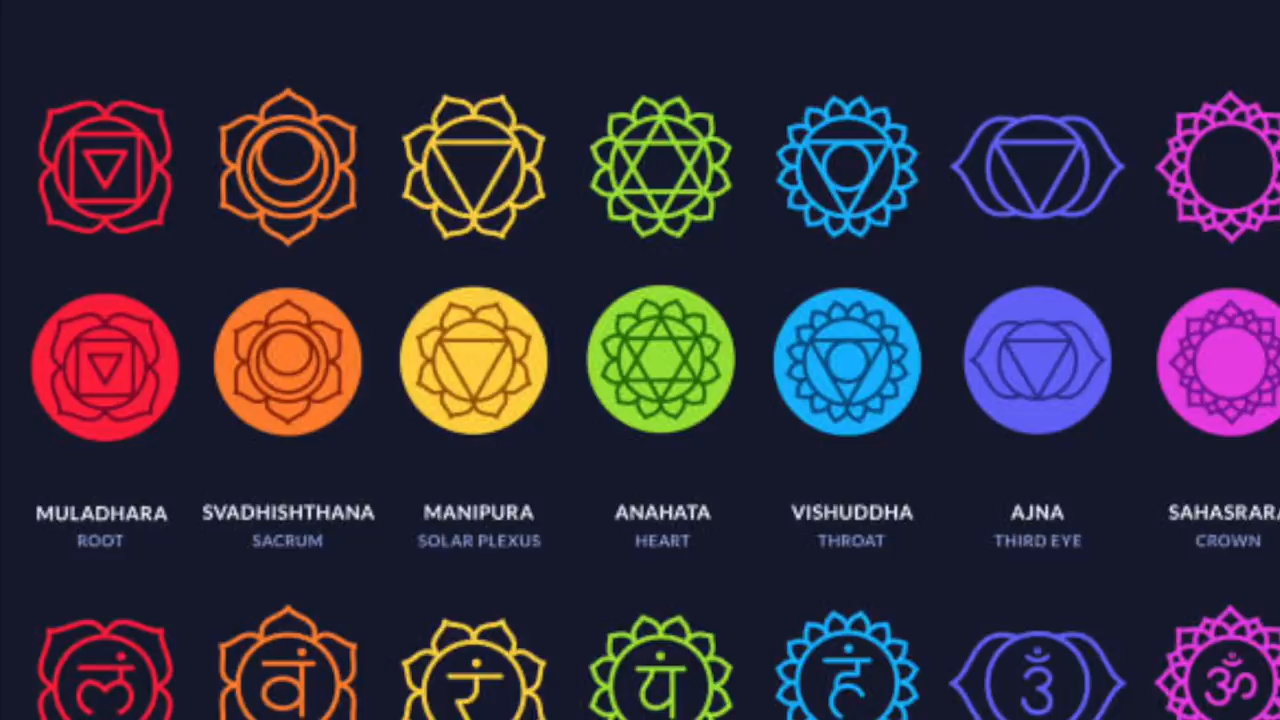 MULADHARA SVADHISHTHANA MANIPURA ANAHATA VISHUDDHA AJNA SAHASRARA
ROOT SACRUM SOLAR PLEXUS HEART THROAT THIRD EYE CROWN
लं वं रं यं हं ॐ